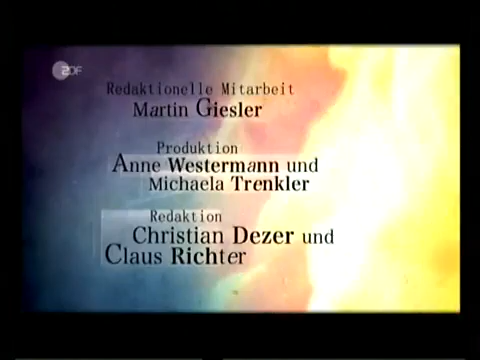 ZDF
Redaktionelle Mitarbeit
Martin Giesler
Produktion
Anne Westermann und
Michaela Trenkler
Redaktion
Christian Dezer und
Claus Richter